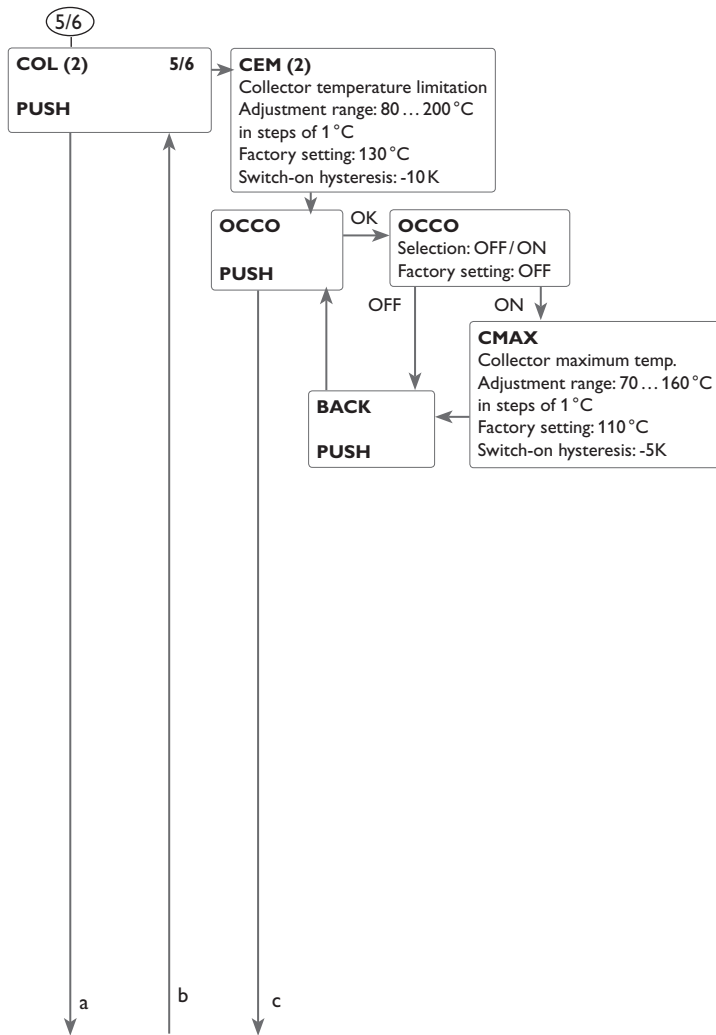 5/6
COL (2) 5/6
PUSH
CEM (2)
Collector temperature limitation
Adjustment range: 80 ... 200 °C
in steps of 1 °C
Factory setting: 130 °C
Switch-on hysteresis: -10 K
OCCO
PUSH
OK
OCCO
Selection: OFF / ON
Factory setting: OFF
OFF
ON
CMAX
Collector maximum temp.
Adjustment range: 70 ... 160 °C
in steps of 1 °C
Factory setting: 110 °C
Switch-on hysteresis: -5K
BACK
PUSH
a
b
c